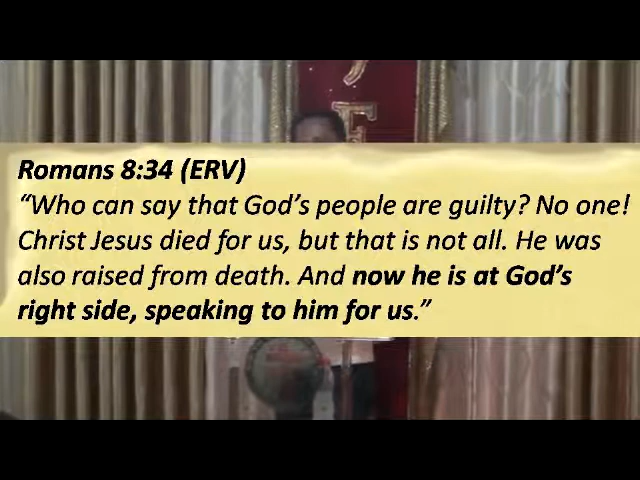 Romans 8:34 (ERV)
“Who can say that God’s people are guilty? No one!
Christ Jesus died for us, but that is not all. He was
also raised from death. And now he is at God’s
right side, speaking to him for us.”